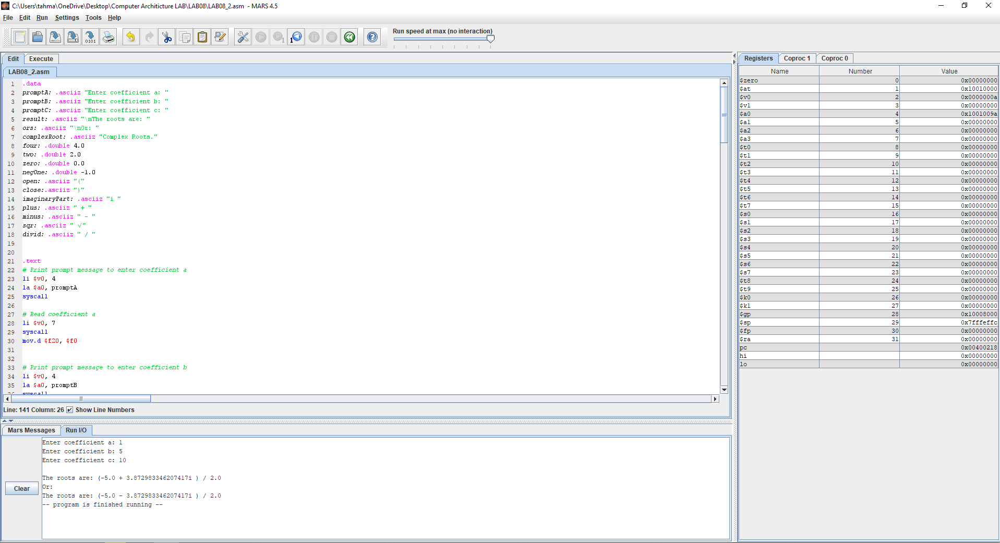 C:\Users\tahma\OneDrive\Desktop\Computer Architicture LAB\LAB08\LAB08_2.asm - MARS 4.5
File Edit Run Settings Tools Help
Run speed at max (no interaction)
Edit Execute
LAB08_2.asm
1 .data
2 promptA: .asciiz "Enter coefficient a: "
3 promptB: .asciiz "Enter coefficient b: "
4 promptC: .asciiz "Enter coefficient c: "
5 result: .asciiz "\nThe roots are: "
6 ors: .asciiz "\nOr: "
7 complexRoot: .asciiz "Complex Roots."
8 four: .double 4.0
9 two: .double 2.0
10 zero: .double 0.0
11 negOne: .double -1.0
12 open: .asciiz "("
13 close:.asciiz ")"
14 imaginaryPart: .asciiz "i "
15 plus: .asciiz " + "
16 minus: .asciiz " - "
17 sqr: .asciiz " √"
18 divid: .asciiz " / "
19
20
21 .text
22 # Print prompt message to enter coefficient a
23 li $v0, 4
24 la $a0, promptA
25 syscall
26
27 # Read coefficient a
28 li $v0, 7
29 syscall
30 mov.d $f20, $f0
31
32
33 # Print prompt message to enter coefficient b
34 li $v0, 4
35 la $a0, promptB
36 syscall
Line: 141 Column: 26 Show Line Numbers
Mars Messages Run I/O
Clear
Enter coefficient a: 1
Enter coefficient b: 5
Enter coefficient c: 10
The roots are: (-5.0 + 3.872983346207417i ) / 2.0
Or:
The roots are: (-5.0 - 3.872983346207417i ) / 2.0
-- program is finished running --
Registers Coproc 1 Coproc 0
Name Number Value
$zero 0 0x00000000
$at 1 0x10010000
$v0 2 0x0000000a
$v1 3 0x00000000
$a0 4 0x1001009a
$a1 5 0x00000000
$a2 6 0x00000000
$a3 7 0x00000000
$t0 8 0x00000000
$t1 9 0x00000000
$t2 10 0x00000000
$t3 11 0x00000000
$t4 12 0x00000000
$t5 13 0x00000000
$t6 14 0x00000000
$t7 15 0x00000000
$s0 16 0x00000000
$s1 17 0x00000000
$s2 18 0x00000000
$s3 19 0x00000000
$s4 20 0x00000000
$s5 21 0x00000000
$s6 22 0x00000000
$s7 23 0x00000000
$t8 24 0x00000000
$t9 25 0x00000000
$k0 26 0x00000000
$k1 27 0x00000000
$gp 28 0x10008000
$sp 29 0x7fffeffc
$fp 30 0x00000000
$ra 31 0x00000000
pc 0x00400218
hi 0x00000000
lo 0x00000000